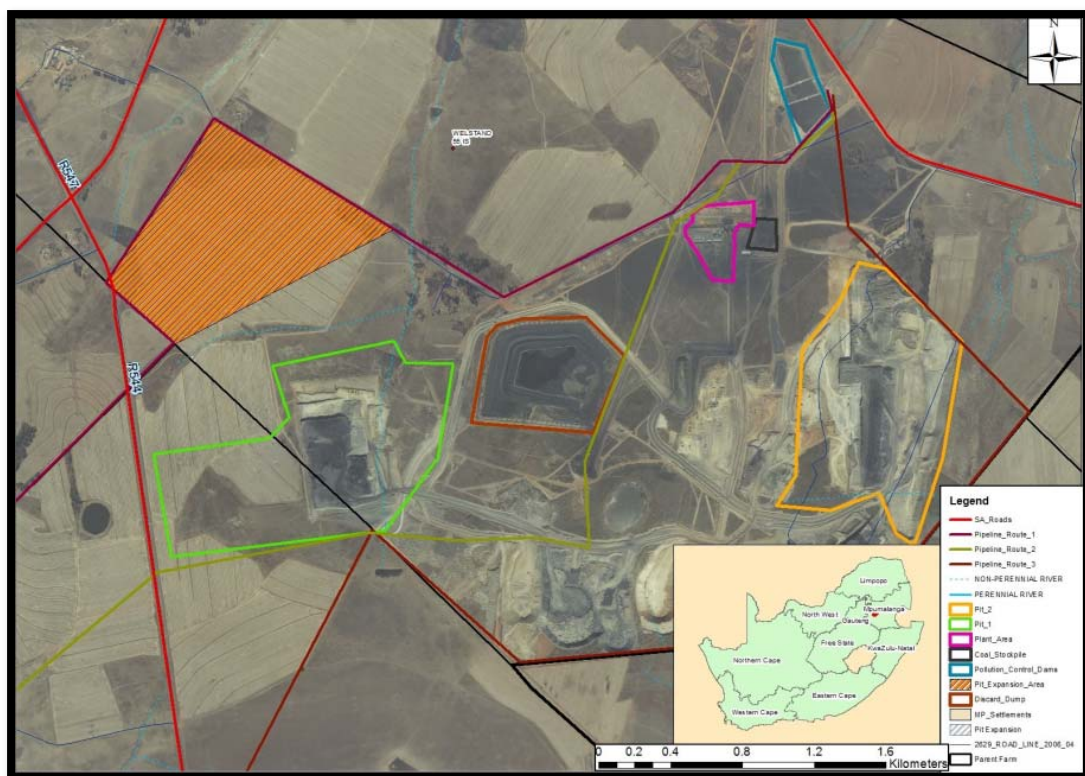 N
R547
WELSTAND
55 IS
R544
Legend
SA_Roads
Pipeline_Route_1
Pipeline_Route_2
Pipeline_Route_3
NON-PERENNIAL RIVER
PERENNIAL RIVER
Pit_2
Pit_1
Plant_Area
Coal_Stockpile
Pollution_Control_Dams
Pit_Expansion_Area
Discard_Dump
MP_Settlements
Pit Expansion
2629_ROAD_LINE_2006_04
Parent Farm
Limpopo
North West
Mpumalanga
Gauteng
Free State
KwaZulu-Natal
Northern Cape
Eastern Cape
Western Cape
0 0.2 0.4 0.8 1.2 1.6
Kilometers